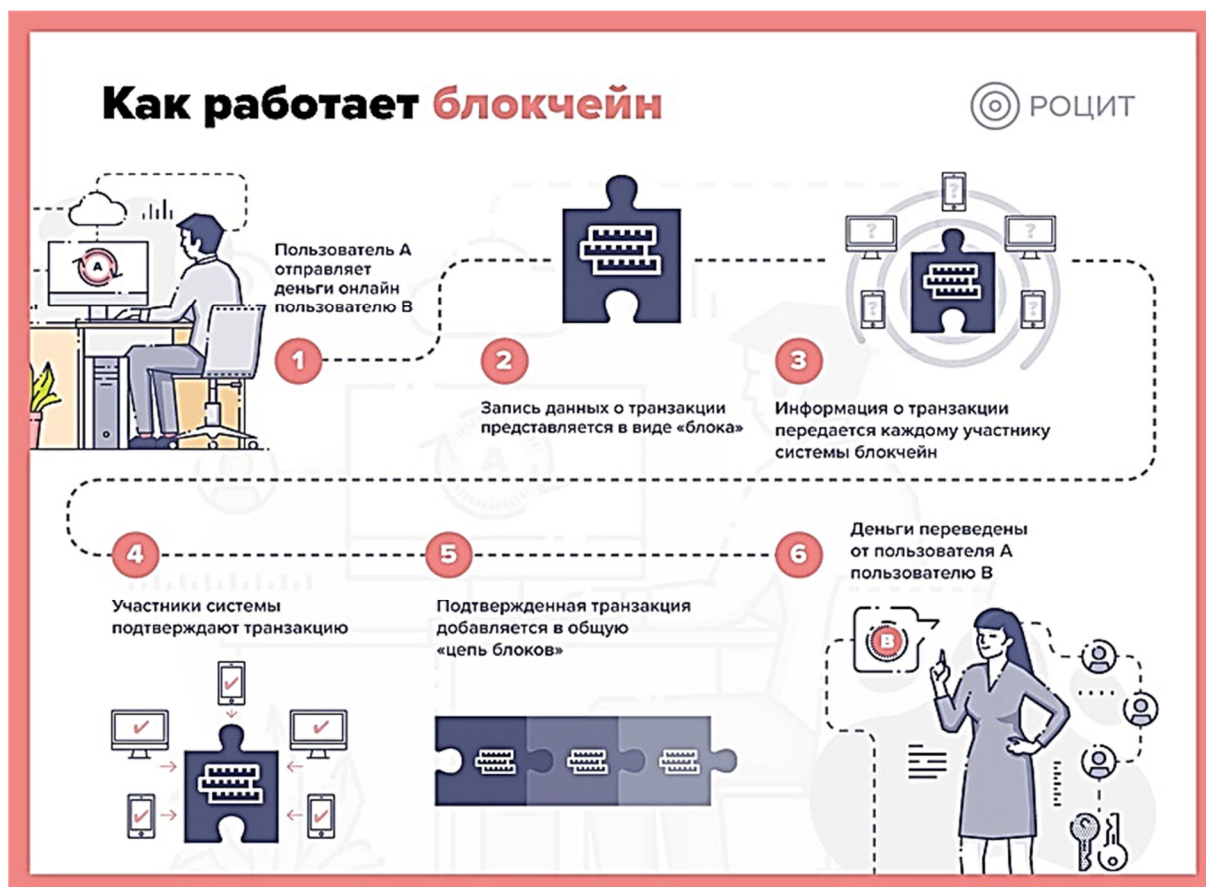 Как работает блокчейн
РОЦИТ
A
Пользователь А
отправляет
деньги онлайн
пользователю В
1
2
Запись данных о транзакции
представляется в виде «блока»
?
?
?
?
?
3
Информация о транзакции
передается каждому участнику
системы блокчейн
4
Участники системы
подтверждают транзакцию
5
Подтвержденная транзакция
добавляется в общую
«цепь блоков»
6
Деньги переведены
от пользователя А
пользователю В
B